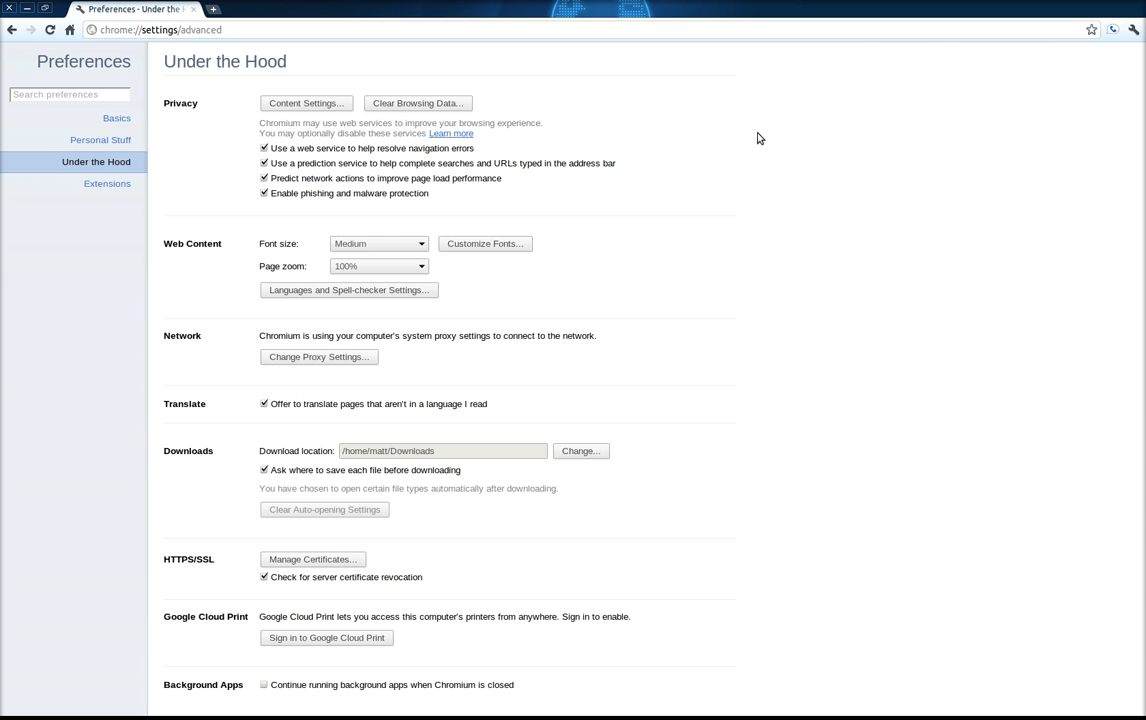 Preferences - Under the H
chrome://settings/advanced
Preferences
Search preferences
Basics
Personal Stuff
Under the Hood
Extensions
Under the Hood
Privacy
Content Settings...
Clear Browsing Data...
Chromium may use web services to improve your browsing experience.
You may optionally disable these services Learn more
Use a web service to help resolve navigation errors
Use a prediction service to help complete searches and URLs typed in the address bar
Predict network actions to improve page load performance
Enable phishing and malware protection
Web Content
Font size:
Medium
Customize Fonts...
Page zoom:
100%
Languages and Spell-checker Settings...
Network
Chromium is using your computer's system proxy settings to connect to the network.
Change Proxy Settings...
Translate
Offer to translate pages that aren't in a language I read
Downloads
Download location:
/home/matt/Downloads
Change...
Ask where to save each file before downloading
You have chosen to open certain file types automatically after downloading.
Clear Auto-opening Settings
HTTPS/SSL
Manage Certificates...
Check for server certificate revocation
Google Cloud Print
Google Cloud Print lets you access this computer's printers from anywhere. Sign in to enable.
Sign in to Google Cloud Print
Background Apps
Continue running background apps when Chromium is closed